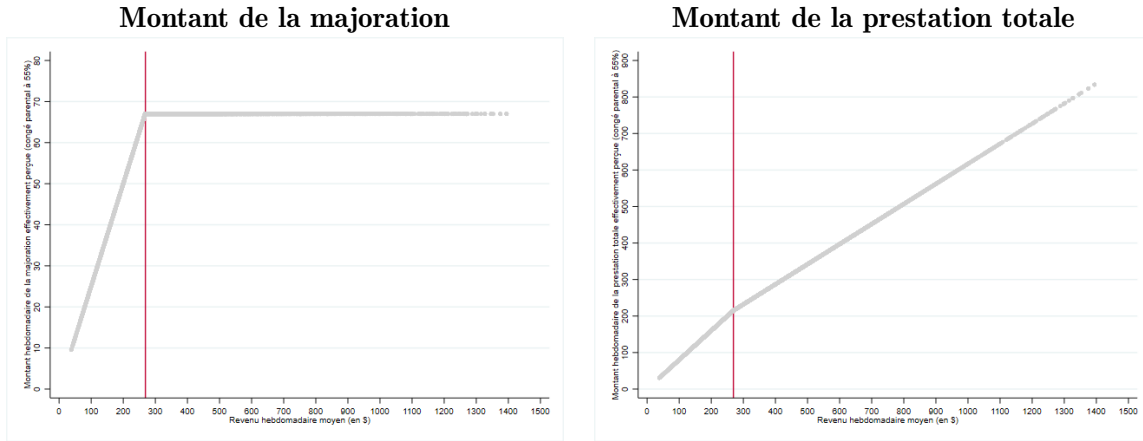 Montant de la majoration
Montant hebdomadaire de la majoration effectivement perçue (congé parental à 55%)
80
70
60
50
40
30
20
10
0
0 100 200 300 400 500 600 700 800 900 1000 1100 1200 1300 1400 1500
Revenu hebdomadaire moyen (en $)
Montant de la prestation totale
Montant hebdomadaire de la prestation totale effectivement perçue (congé parental à 55%)
900
800
700
600
500
400
300
200
100
0
0 100 200 300 400 500 600 700 800 900 1000 1100 1200 1300 1400 1500
Revenu hebdomadaire moyen (en $)